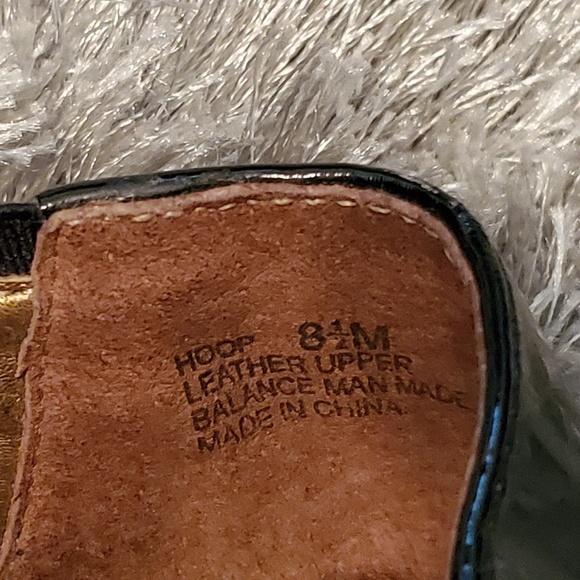 HOOP 8½M
LEATHER UPPER
BALANCE MAN MADE
MADE IN CHINA